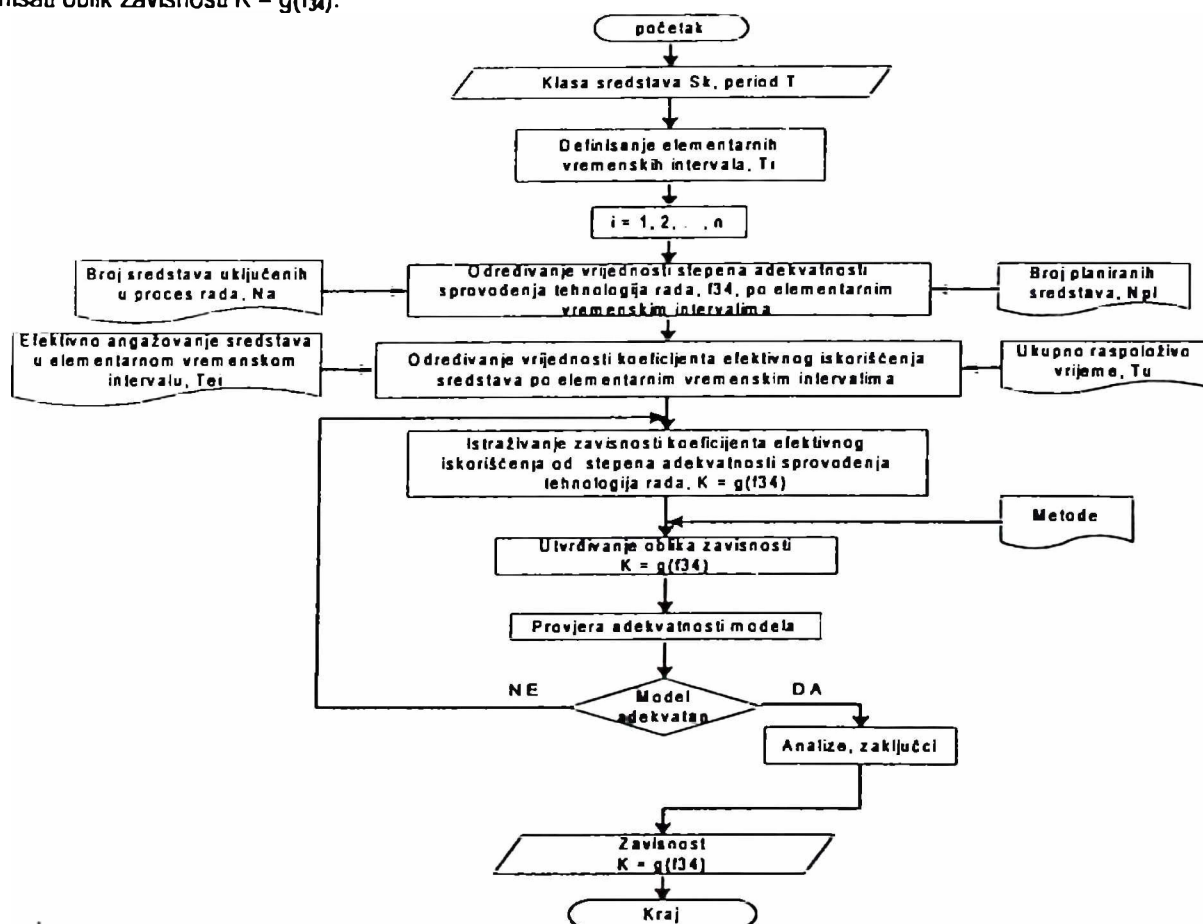 oblik zavisnosti K = g(f34).
početak
Klasa sredstava Sk, period T
Definisanje elementarnih
vremenskih intervala, Ti
i = 1, 2, . . , n
Broj sredstava uključenih
u proces rada, Na
Određivanje vrijednosti stepena adekvatnosti
sprovođenja tehnologija rada, f34, po elementarnim
vremenskim intervalima
Broj planiranih
sredstava, Npl
Efektivno angažovanje sredstava
u elementarnom vremenskom
intervalu, Tei
Određivanje vrijednosti koeficijenta efektivnog iskorišćenja
sredstava po elementarnim vremenskim intervalima
Ukupno raspoloživo
vrijeme, Tu
Istraživanje zavisnosti koeficijenta efektivnog
iskorišćenja od stepena adekvatnosti sprovođenja
tehnologija rada, K = g(f34)
Metode
Utvrđivanje oblika zavisnosti
K = g(f34)
Provjera adekvatnosti modela
NE
Model
adekvatan
DA
Analize, zaključci
Zavisnost
K = g(f34)
Kraj